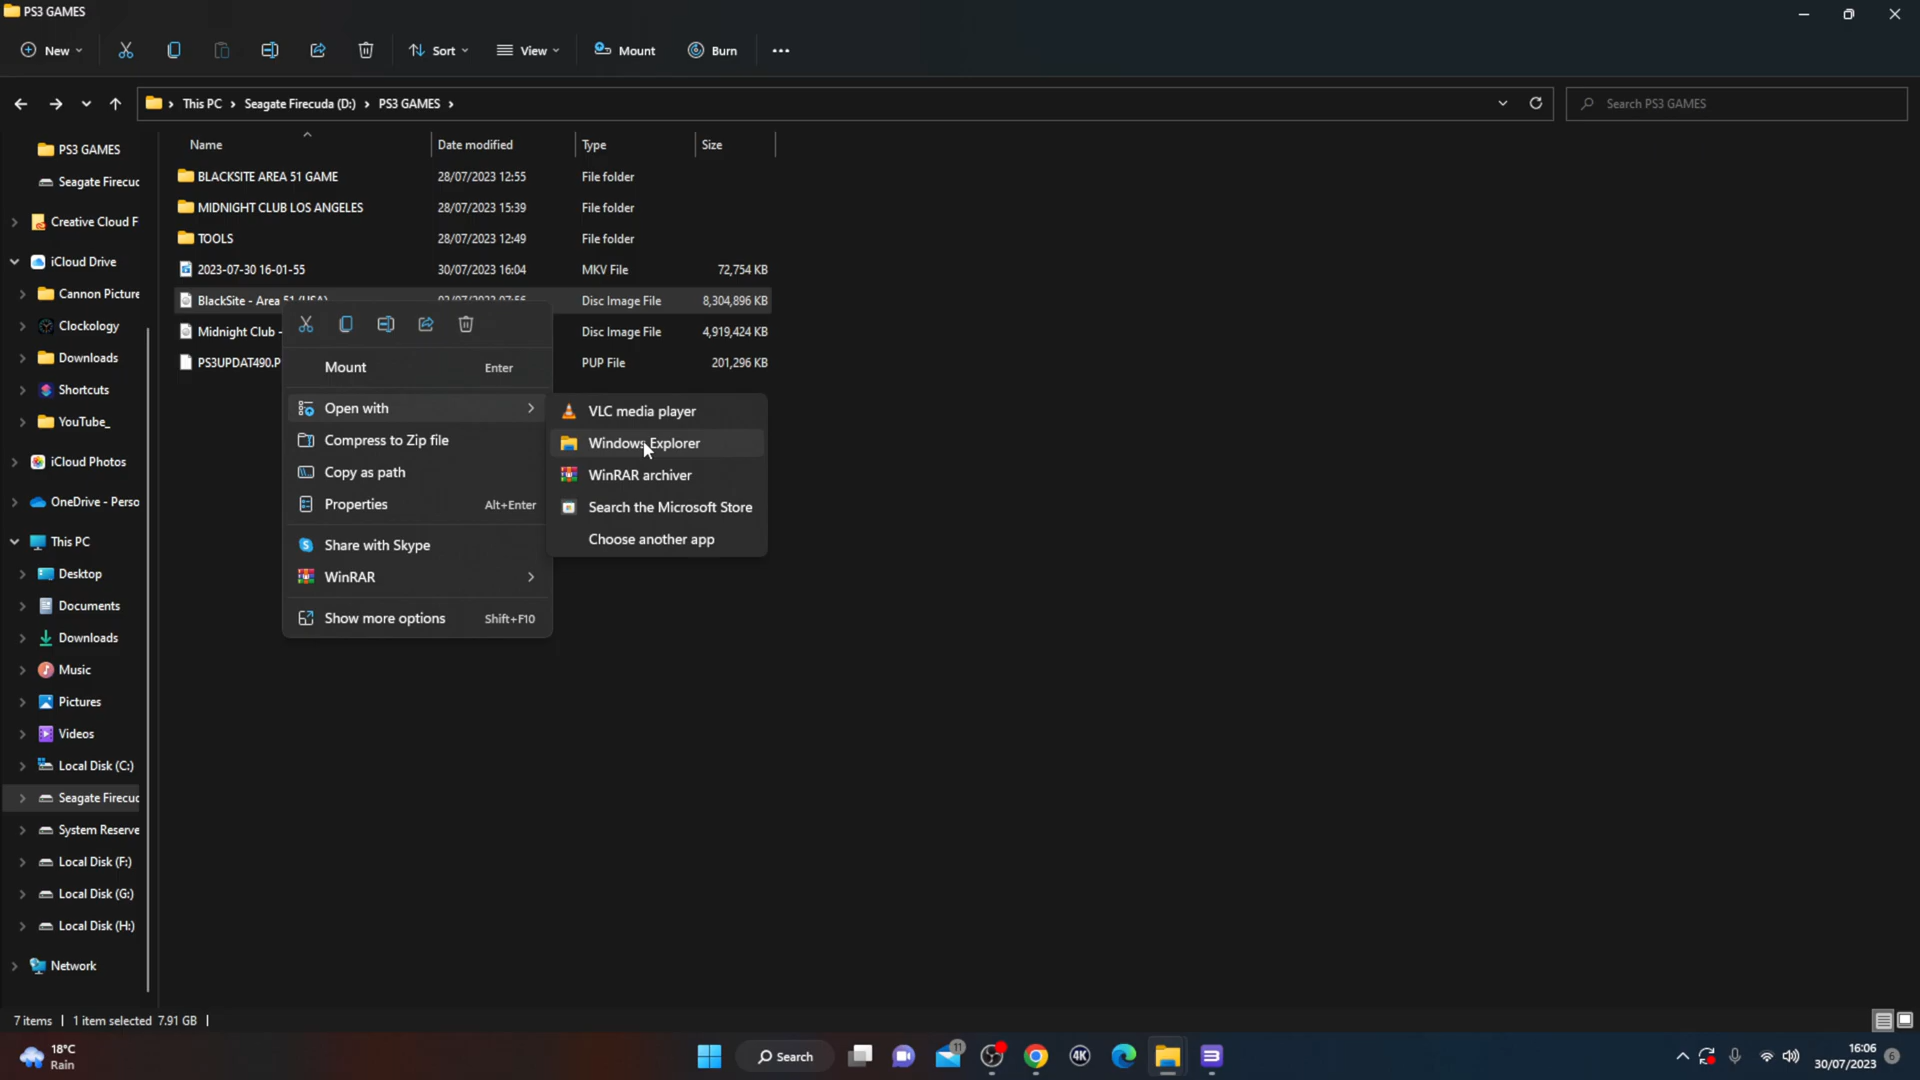 PS3 GAMES
New
Sort
View
Mount
Burn
This PC > Seagate Firecuda (D:) > PS3 GAMES >
Search PS3 GAMES
PS3 GAMES
Seagate Firecuc
Creative Cloud F
iCloud Drive
Cannon Picture
Clockology
Downloads
Shortcuts
YouTube_
iCloud Photos
OneDrive - Perso
This PC
Desktop
Documents
Downloads
Music
Pictures
Videos
Local Disk (C:)
Seagate Firecuc
System Reserve
Local Disk (F:)
Local Disk (G:)
Local Disk (H:)
Network
Name Date modified Type Size
BLACKSITE AREA 51 GAME 28/07/2023 12:55 File folder
MIDNIGHT CLUB LOS ANGELES 28/07/2023 15:39 File folder
TOOLS 28/07/2023 12:49 File folder
2023-07-30 16-01-55 30/07/2023 16:04 MKV File 72,754 KB
BlackSite - Area 51 (USA) 07:56 Disc Image File 8,304,896 KB
Midnight Club - Disc Image File 4,919,424 KB
PS3UPDAT490.P PUP File 201,296 KB
Mount Enter
Open with
Compress to Zip file
Copy as path
Properties Alt+Enter
Share with Skype
WinRAR
Show more options Shift+F10
VLC media player
Windows Explorer
WinRAR archiver
Search the Microsoft Store
Choose another app
7 items | 1 item selected 7.91 GB |
18°C
Rain
Search
11
4K
16:06
30/07/2023
6